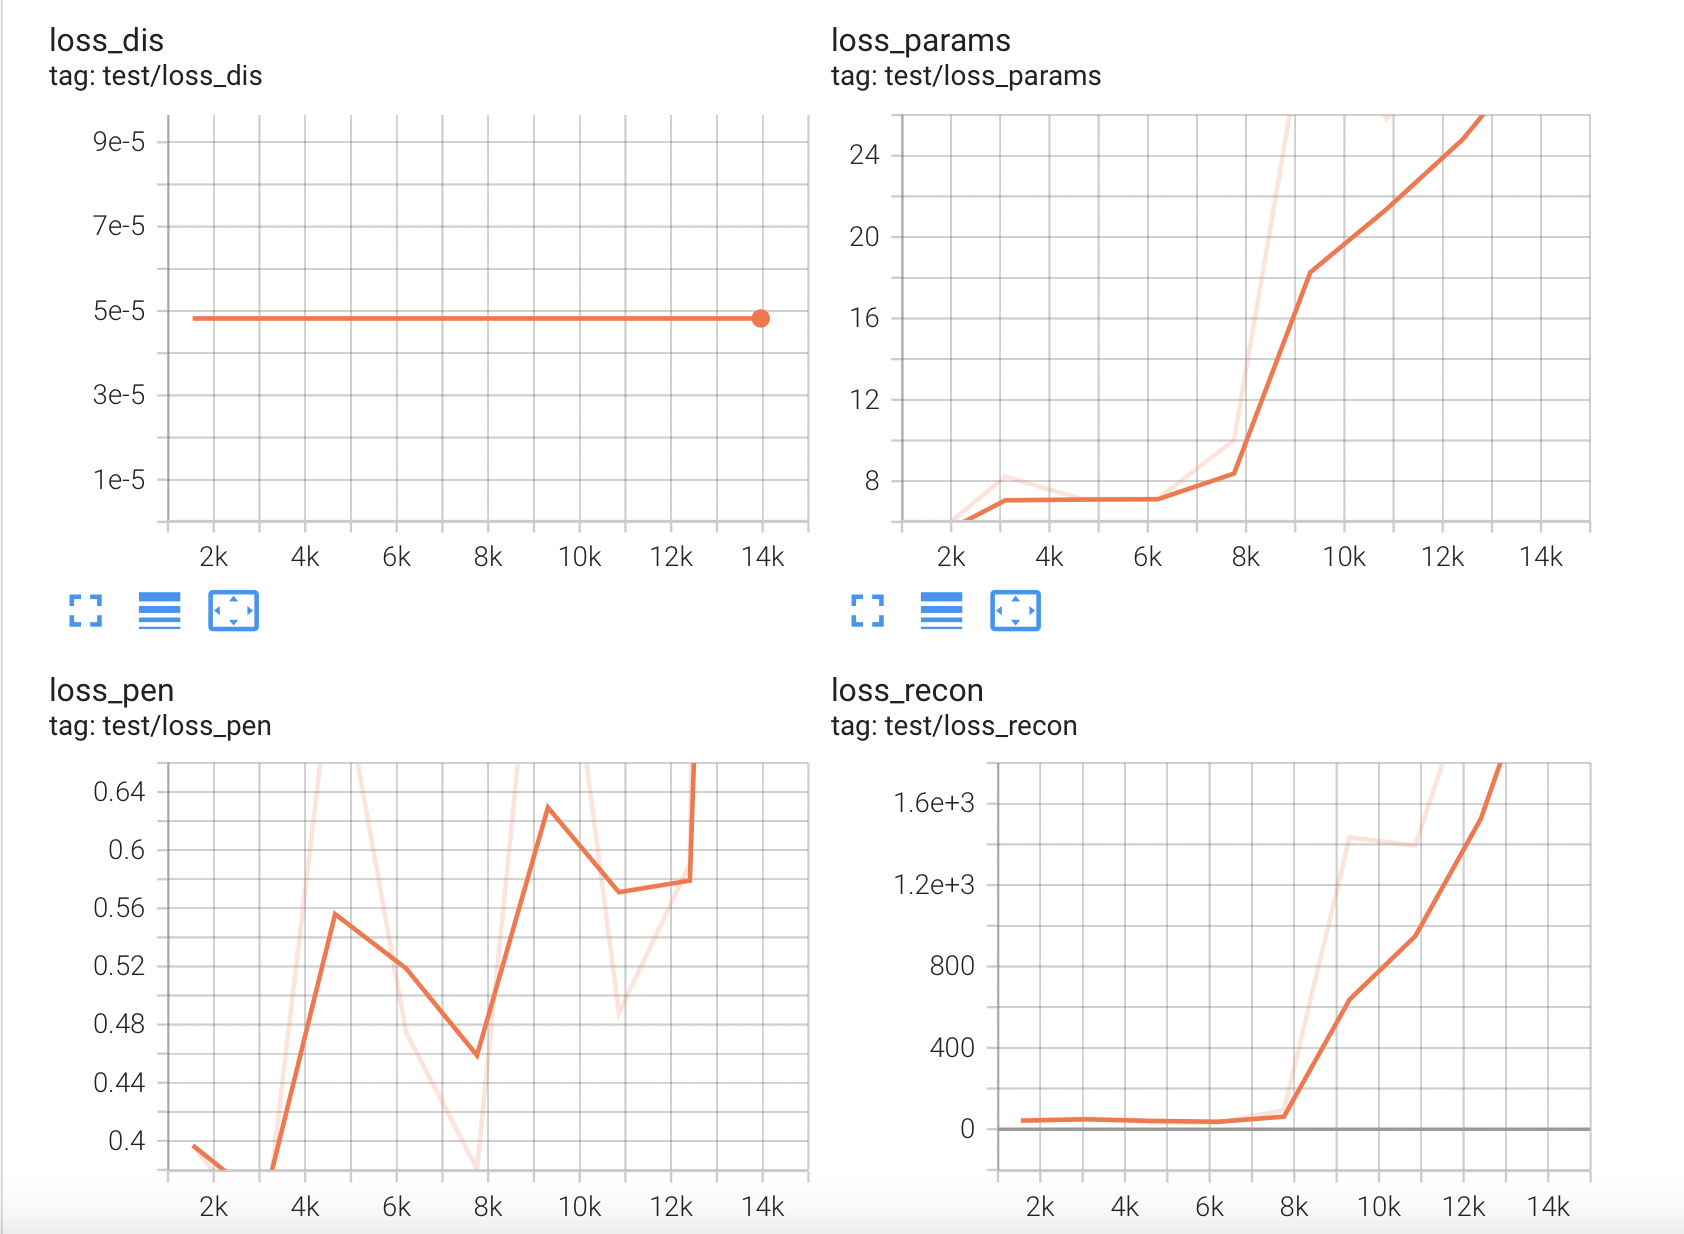 loss_dis
tag: test/loss_dis
9e-5
7e-5
5e-5
3e-5
1e-5
2k 4k 6k 8k 10k 12k 14k
loss_params
tag: test/loss_params
24
20
16
12
8
2k 4k 6k 8k 10k 12k 14k
loss_pen
tag: test/loss_pen
0.64
0.6
0.56
0.52
0.48
0.44
0.4
2k 4k 6k 8k 10k 12k 14k
loss_recon
tag: test/loss_recon
1.6e+3
1.2e+3
800
400
0
2k 4k 6k 8k 10k 12k 14k